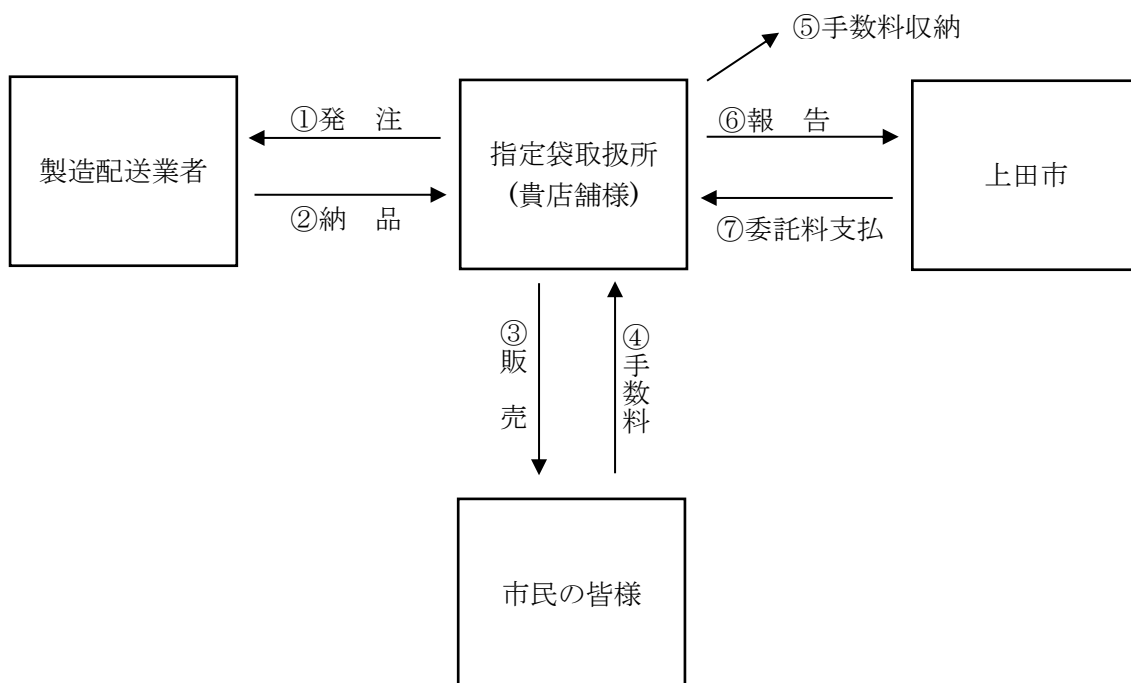 ⑤手数料収納
①発　注
⑥報　告
製造配送業者
指定袋取扱所
(貴店舗様)
上田市
②納　品
⑦委託料支払
③販　売
④手数料
市民の皆様